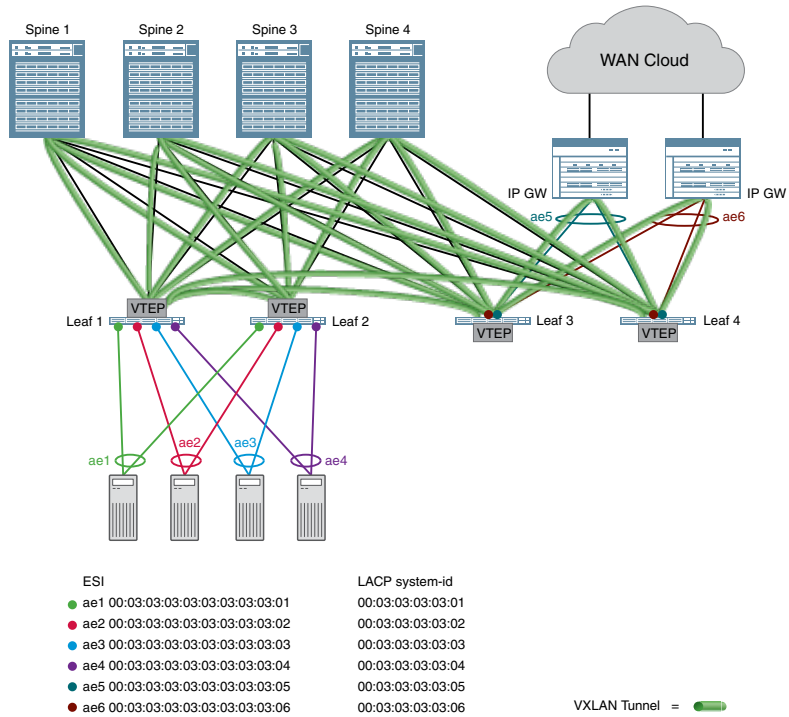 Spine 1
Spine 2
Spine 3
Spine 4
WAN Cloud
IP GW
IP GW
ae5
ae6
VTEP
VTEP
Leaf 1
Leaf 2
Leaf 3
Leaf 4
VTEP
VTEP
ae1
ae2
ae3
ae4
ESI LACP system-id
ae1 00:03:03:03:03:03:03:03:03:01 00:03:03:03:03:01
ae2 00:03:03:03:03:03:03:03:03:02 00:03:03:03:03:02
ae3 00:03:03:03:03:03:03:03:03:03 00:03:03:03:03:03
ae4 00:03:03:03:03:03:03:03:03:04 00:03:03:03:03:04
ae5 00:03:03:03:03:03:03:03:03:05 00:03:03:03:03:05
ae6 00:03:03:03:03:03:03:03:03:06 00:03:03:03:03:06
VXLAN Tunnel =